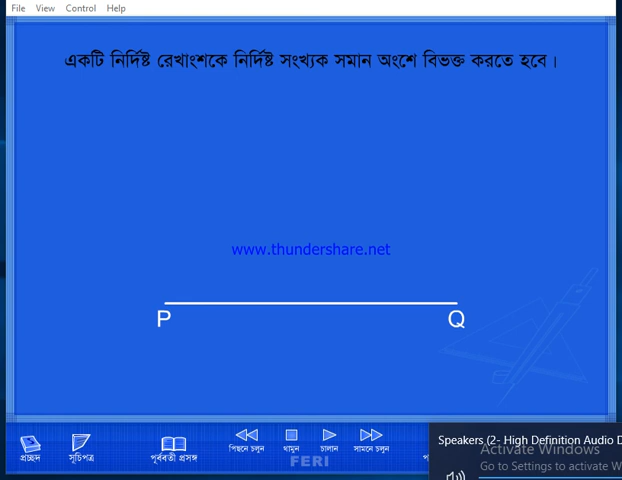 File View Control Help
একটি নির্দিষ্ট রেখাংশকে নির্দিষ্ট সংখ্যক সমান অংশে বিভক্ত করতে হবে।
www.thundershare.net
P Q
প্রচ্ছদ সূচিপত্র পূর্ববর্তী প্রসঙ্গ পিছনে চলুন থামুন চালান সামনে চলুন
FERI
Speakers (2- High Definition Audio D
Activate Windows
Go to Settings to activate W